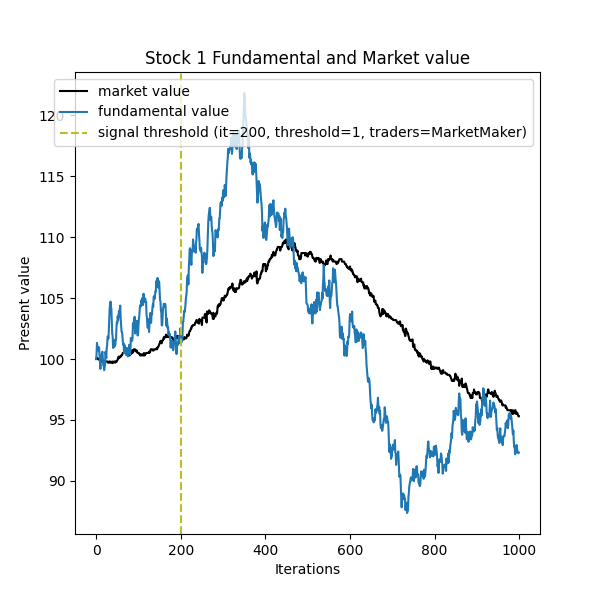 Stock 1 Fundamental and Market value
market value
fundamental value
signal threshold (it=200, threshold=1, traders=MarketMaker)
120
115
110
105
100
95
90
Present value
0 200 400 600 800 1000
Iterations